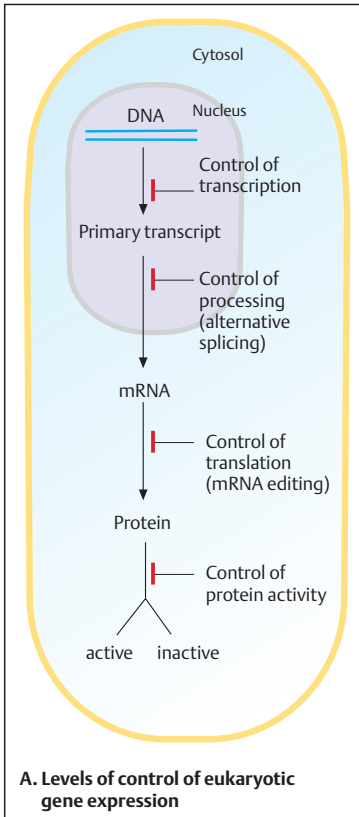 Cytosol
Nucleus
DNA
Control of
transcription
Primary transcript
Control of
processing
(alternative
splicing)
mRNA
Control of
translation
(mRNA editing)
Protein
Control of
protein activity
active inactive
A. Levels of control of eukaryotic
gene expression